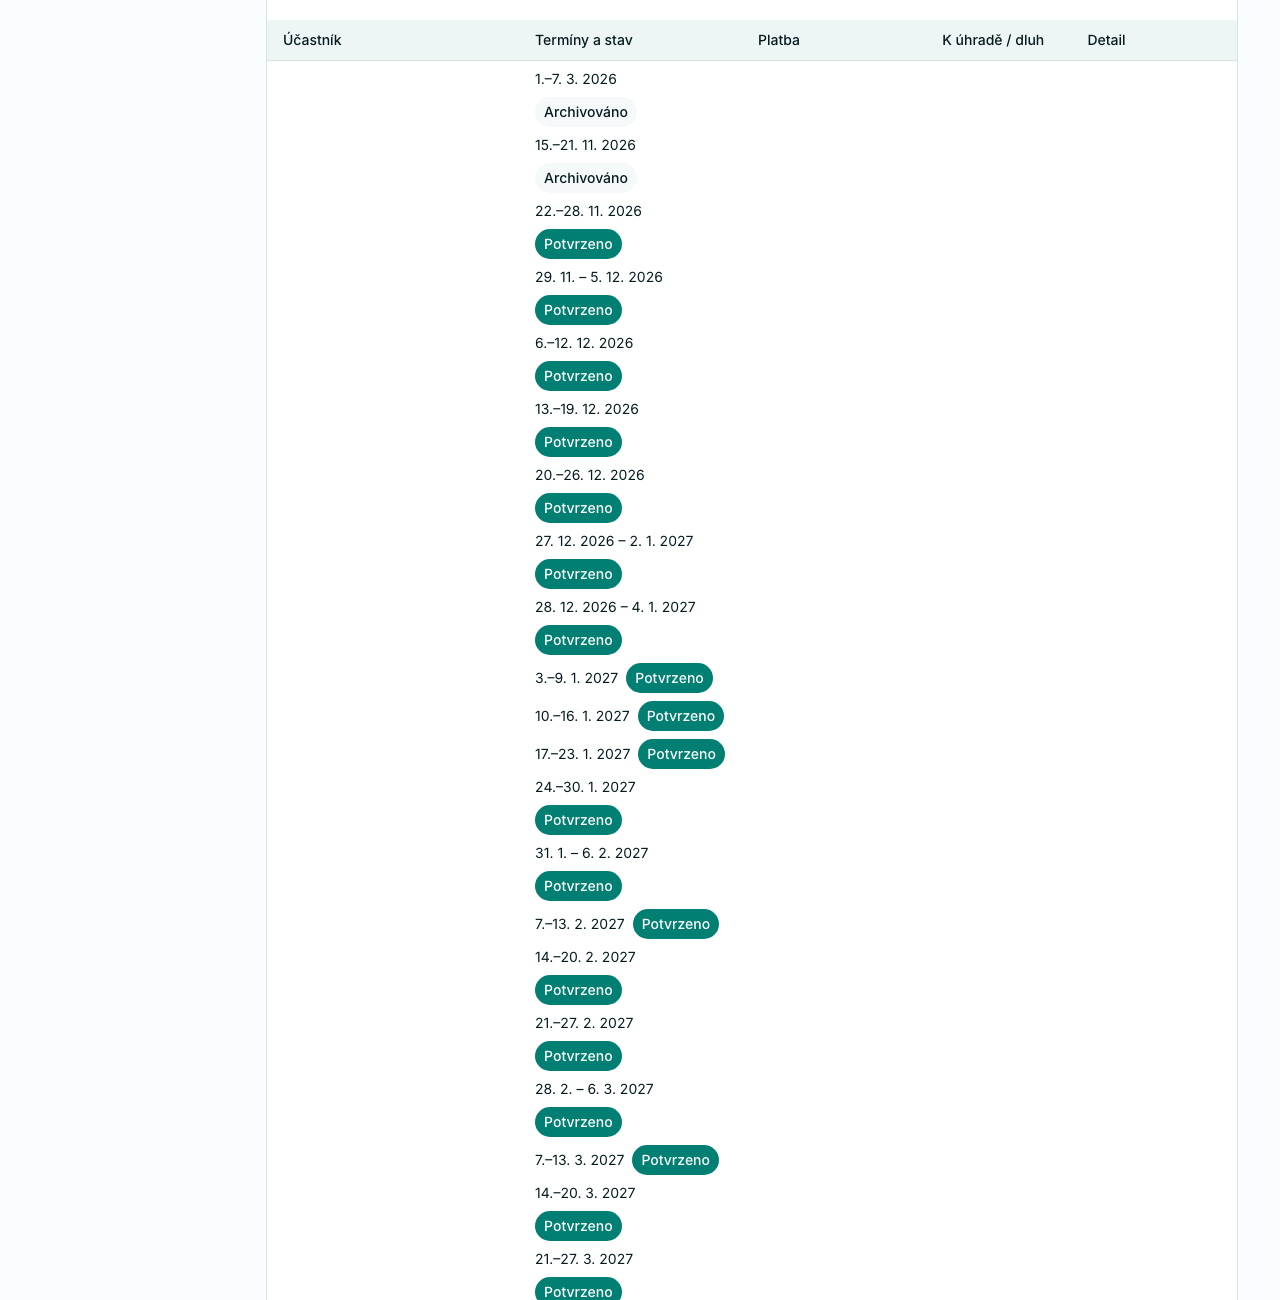 Účastník Termíny a stav Platba K úhradě / dluh Detail
1.–7. 3. 2026
Archivováno
15.–21. 11. 2026
Archivováno
22.–28. 11. 2026
Potvrzeno
29. 11. – 5. 12. 2026
Potvrzeno
6.–12. 12. 2026
Potvrzeno
13.–19. 12. 2026
Potvrzeno
20.–26. 12. 2026
Potvrzeno
27. 12. 2026 – 2. 1. 2027
Potvrzeno
28. 12. 2026 – 4. 1. 2027
Potvrzeno
3.–9. 1. 2027 Potvrzeno
10.–16. 1. 2027 Potvrzeno
17.–23. 1. 2027 Potvrzeno
24.–30. 1. 2027
Potvrzeno
31. 1. – 6. 2. 2027
Potvrzeno
7.–13. 2. 2027 Potvrzeno
14.–20. 2. 2027
Potvrzeno
21.–27. 2. 2027
Potvrzeno
28. 2. – 6. 3. 2027
Potvrzeno
7.–13. 3. 2027 Potvrzeno
14.–20. 3. 2027
Potvrzeno
21.–27. 3. 2027
Potvrzeno